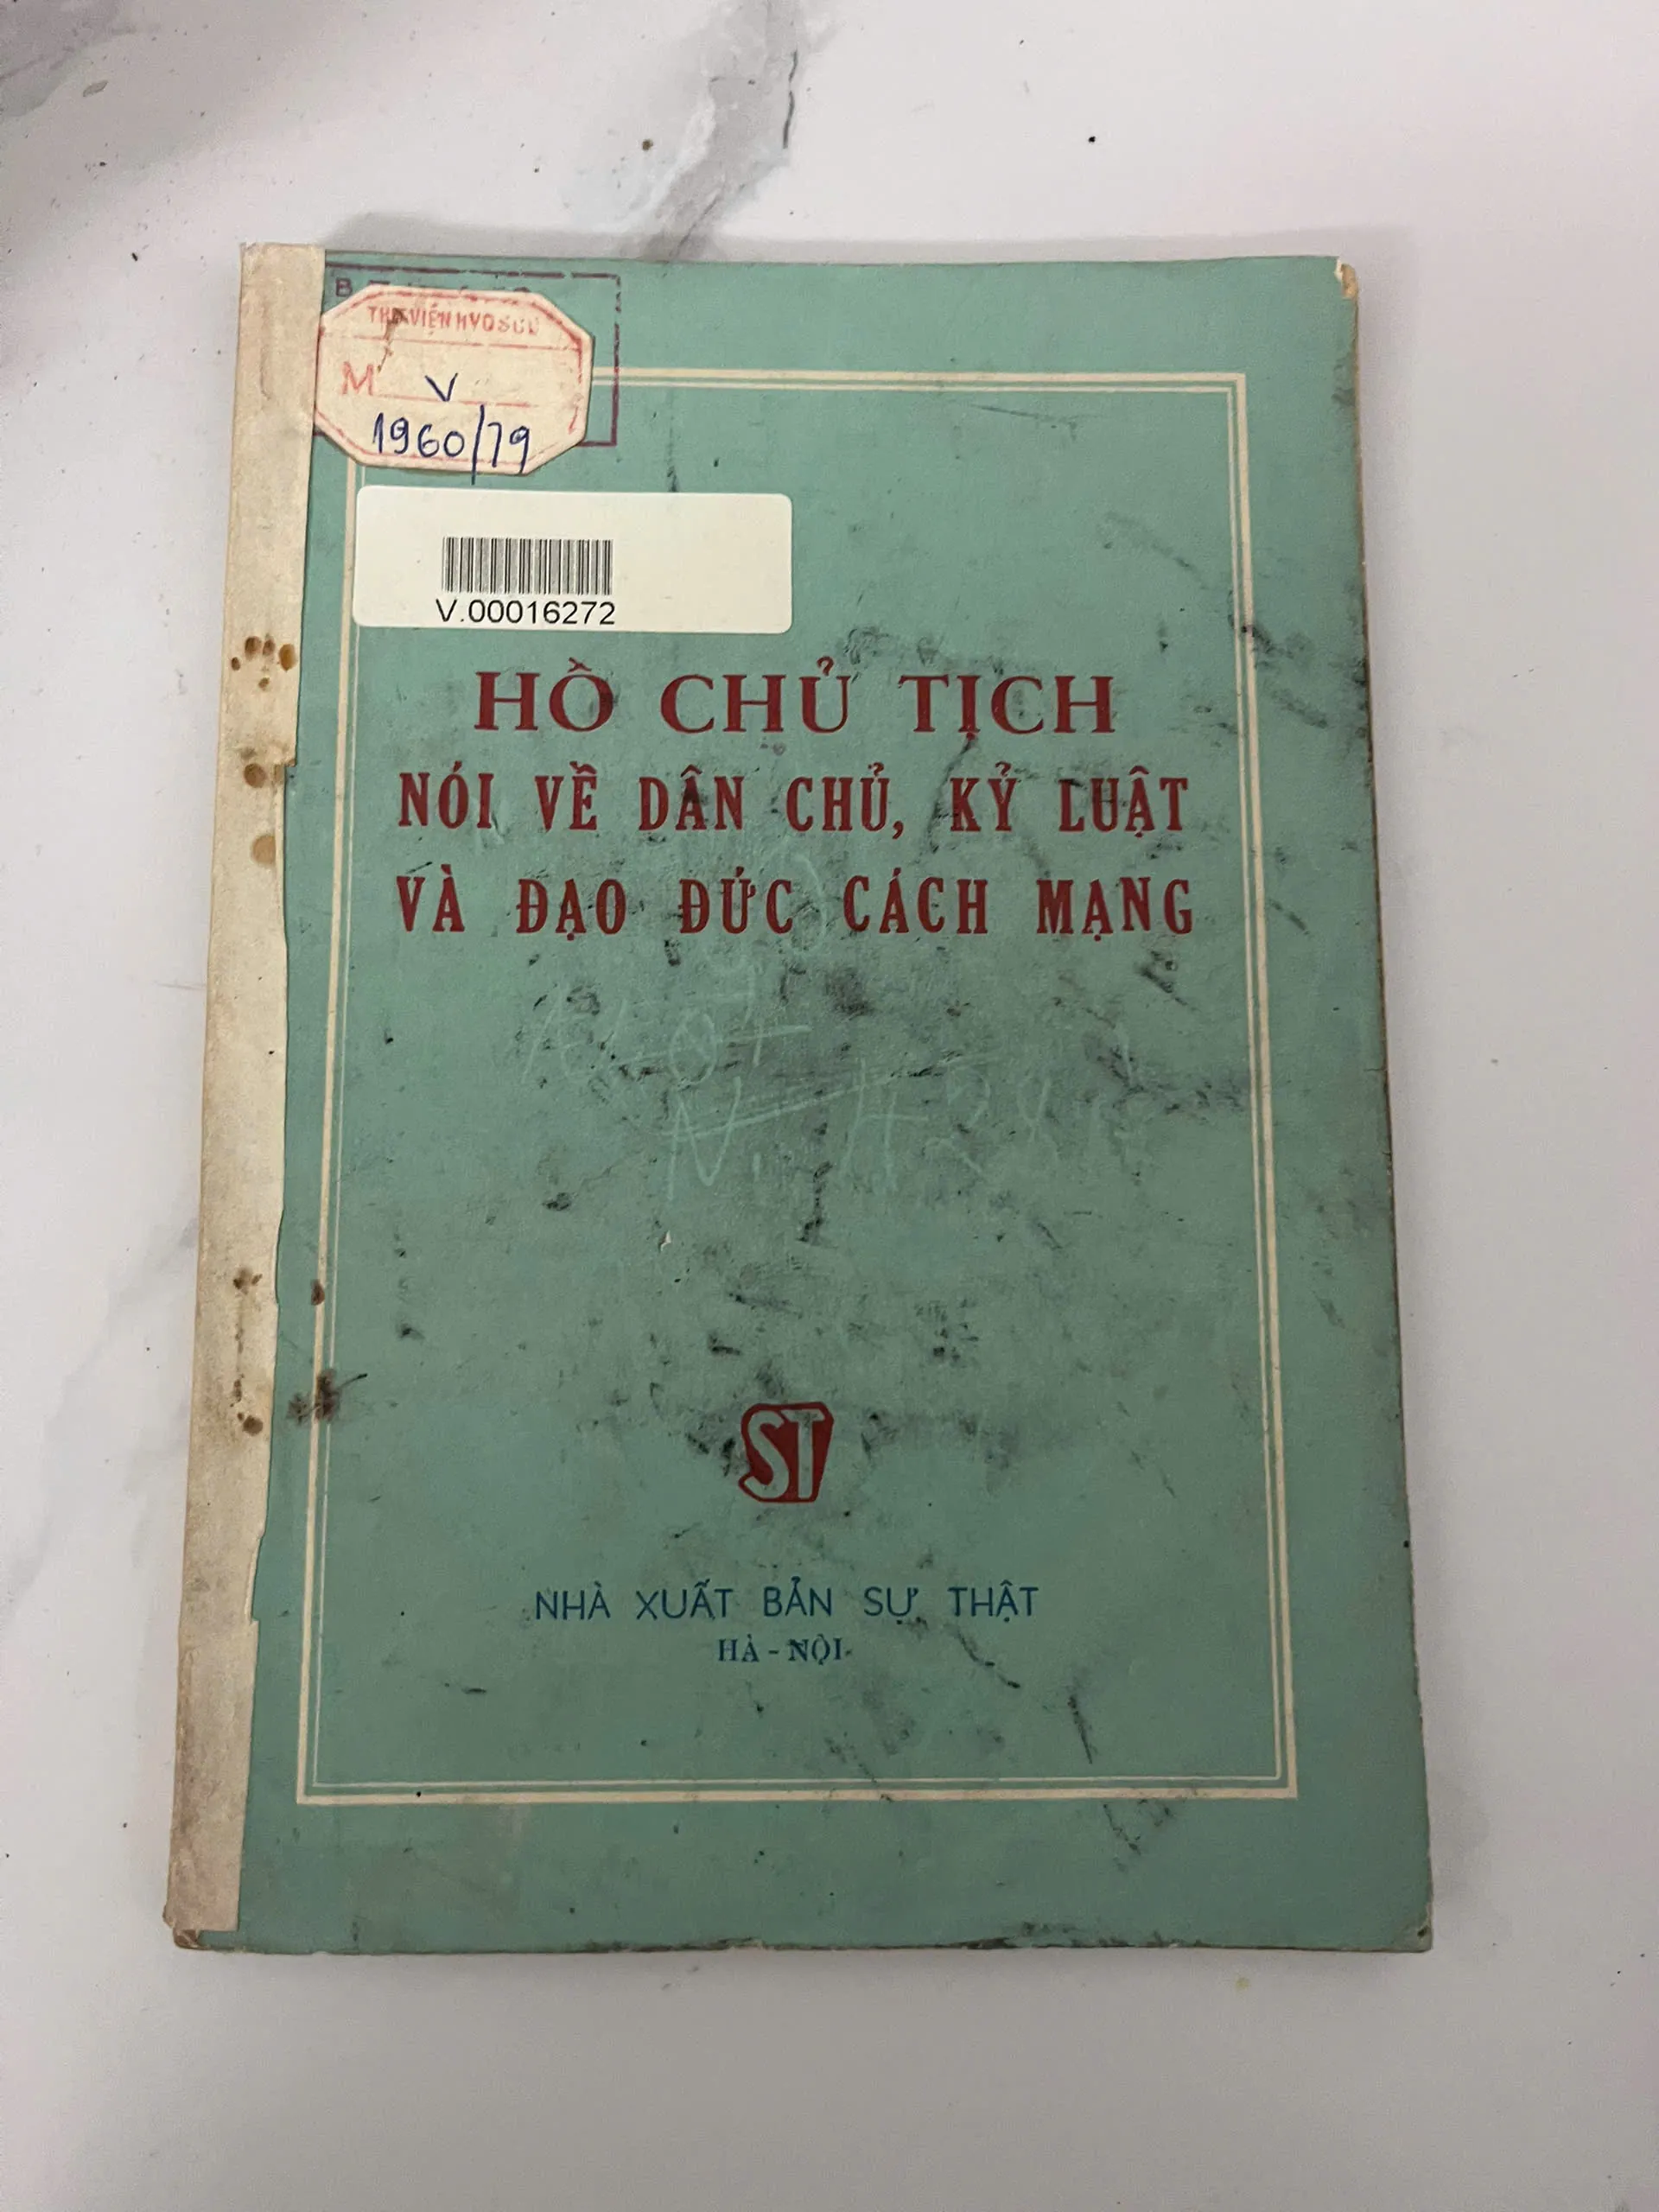 THƯ VIỆN
M V
1960/79
V.00016272
HỒ CHỦ TỊCH
NÓI VỀ DÂN CHỦ, KỶ LUẬT
VÀ ĐẠO ĐỨC CÁCH MẠNG
ST
NHÀ XUẤT BẢN SỰ THẬT
HÀ - NỘI